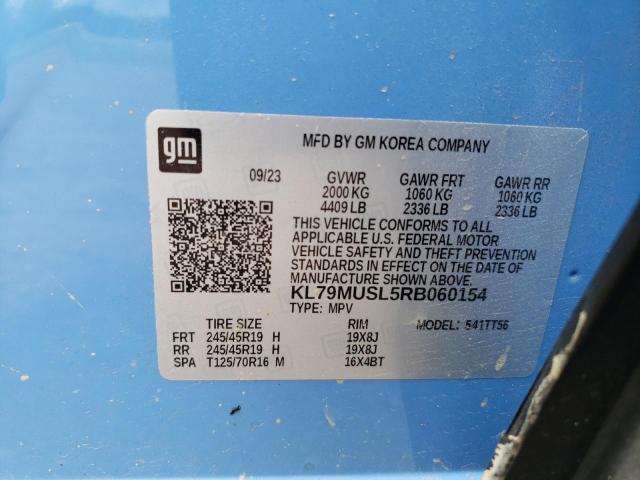 gm
MFD BY GM KOREA COMPANY
09/23 GVWR GAWR FRT GAWR RR
2000 KG 1060 KG 1060 KG
4409 LB 2336 LB 2336 LB
THIS VEHICLE CONFORMS TO ALL
APPLICABLE U.S. FEDERAL MOTOR
VEHICLE SAFETY AND THEFT PREVENTION
STANDARDS IN EFFECT ON THE DATE OF
MANUFACTURE SHOWN ABOVE.
KL79MUSL5RB060154
TYPE: MPV
TIRE SIZE RIM MODEL: 541TT56
FRT 245/45R19 H 19X8J
RR 245/45R19 H 19X8J
SPA T125/70R16 M 16X4BT